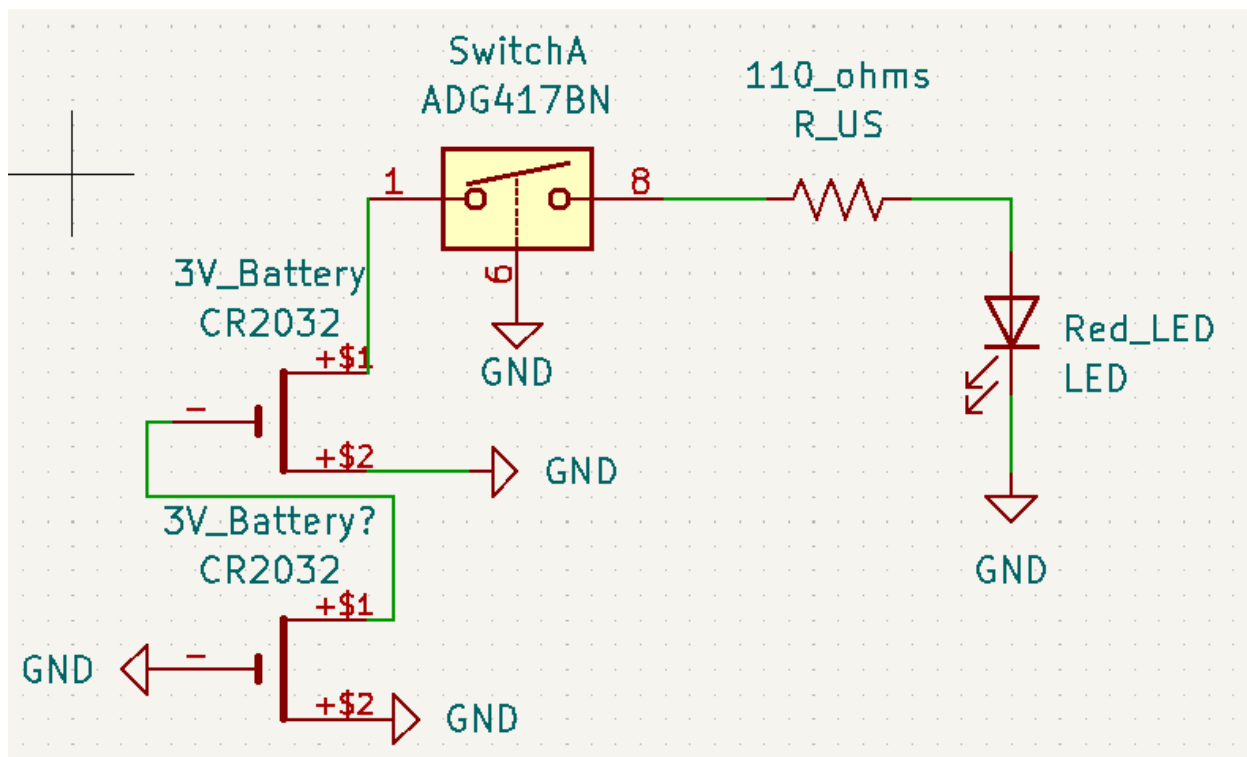 SwitchA
ADG417BN
110_ohms
R_US
1
8
6
GND
3V_Battery
CR2032
+$1
-
+$2
GND
Red_LED
LED
GND
3V_Battery?
CR2032
+$1
GND
-
+$2
GND